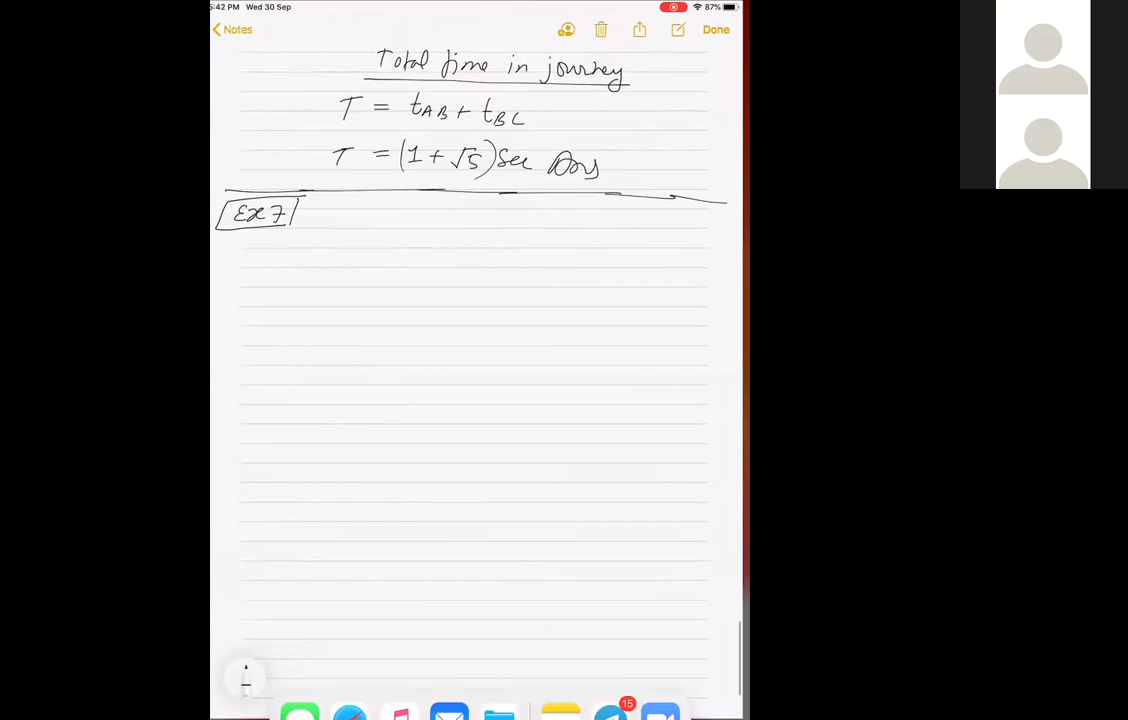 5:42 PM Wed 30 Sep 87%
Notes Done
Total time in journey
T = tAB + tBC
T = (1 + √5) Sec Ans
Ex 7
15